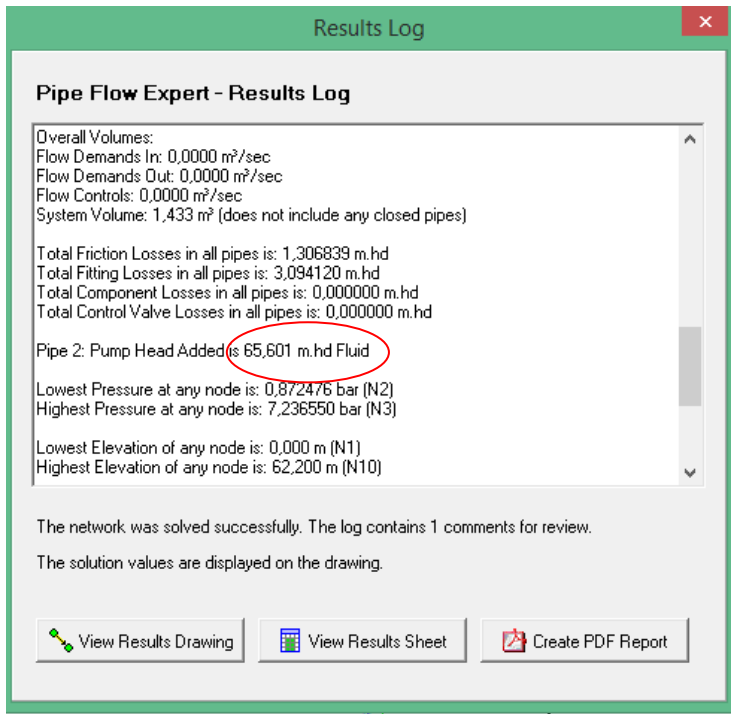 Results Log
Pipe Flow Expert - Results Log
Overall Volumes:
Flow Demands In: 0,0000 m³/sec
Flow Demands Out: 0,0000 m³/sec
Flow Controls: 0,0000 m³/sec
System Volume: 1,433 m³ (does not include any closed pipes)
Total Friction Losses in all pipes is: 1,306839 m.hd
Total Fitting Losses in all pipes is: 3,094120 m.hd
Total Component Losses in all pipes is: 0,000000 m.hd
Total Control Valve Losses in all pipes is: 0,000000 m.hd
Pipe 2: Pump Head Added is 65,601 m.hd Fluid
Lowest Pressure at any node is: 0,872476 bar (N2)
Highest Pressure at any node is: 7,236550 bar (N3)
Lowest Elevation of any node is: 0,000 m (N1)
Highest Elevation of any node is: 62,200 m (N10)
The network was solved successfully. The log contains 1 comments for review.
The solution values are displayed on the drawing.
View Results Drawing
View Results Sheet
Create PDF Report